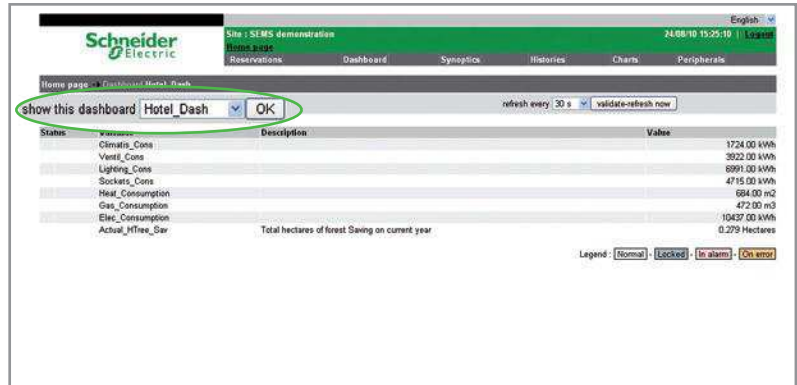 English
Schneider Electric
Site : SEMS demonstration
24/08/10 15:25:10 | Logout
Home page
Reservations Dashboard Synoptics Histories Charts Peripherals
Home page Dashboard Hotel_Dash
show this dashboard Hotel_Dash OK refresh every 30 s validate-refresh now
Status Variable Description Value
Climatis_Cons 1724.00 kWh
Ventil_Cons 3922.00 kWh
Lighting_Cons 6991.00 kWh
Sockets_Cons 4715.00 kWh
Heat_Consumption 684.00 m2
Gas_Consumption 472.00 m3
Elec_Consumption 10437.00 kWh
Actual_HTree_Sav Total hectares of forest Saving on current year 0.279 Hectares
Legend : Normal - Locked - In alarm - On error